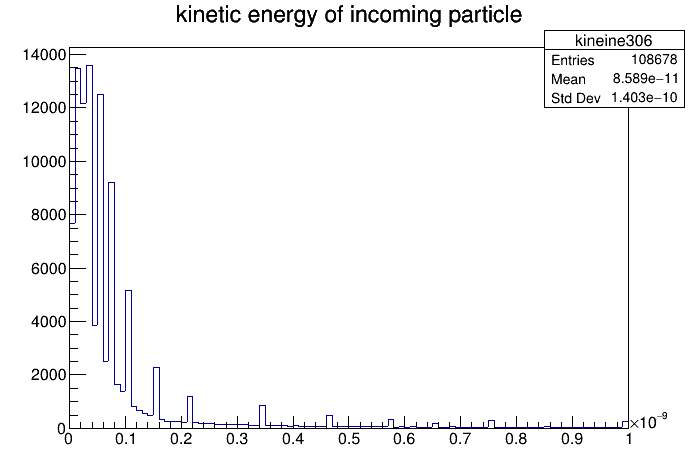 kinetic energy of incoming particle
kineine306
Entries 108678
Mean 8.589e−11
Std Dev 1.403e−10
14000
12000
10000
8000
6000
4000
2000
0
0 0.1 0.2 0.3 0.4 0.5 0.6 0.7 0.8 0.9 1
×10⁻⁹